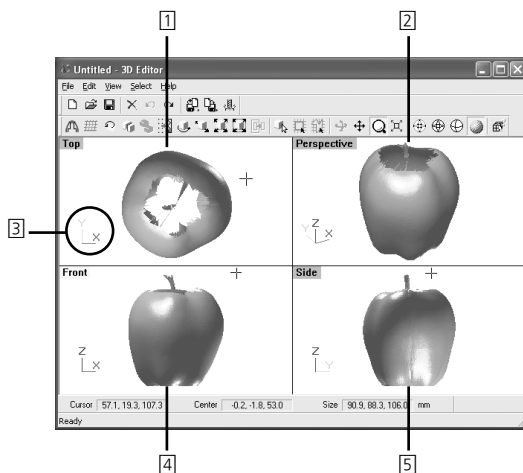 1 2
Untitled - 3D Editor
File Edit View Select Help
Top Perspective
3 Y X Z Y X
Front Side
Z X Z Y
Cursor 57.1, 19.3, 107.3 Center -0.2, -1.8, 53.0 Size 90.9, 88.3, 106.0 mm
Ready
4 5